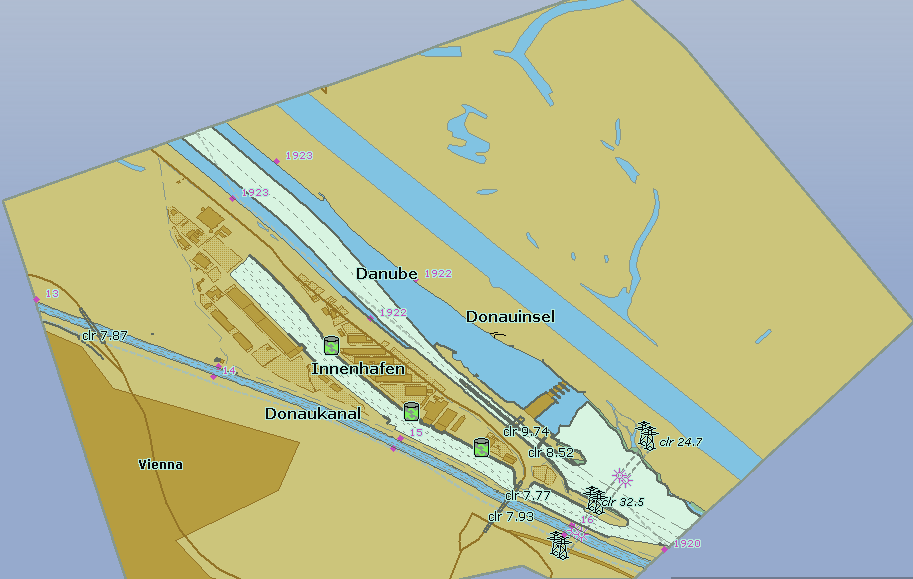 1923
1923
Danube
1922
13
1922
Donauinsel
clr 7.87
14
Innenhafen
Donaukanal
15
clr 9.74
clr 24.7
clr 8.52
Vienna
clr 7.77
clr 32.5
clr 7.93
16
1920